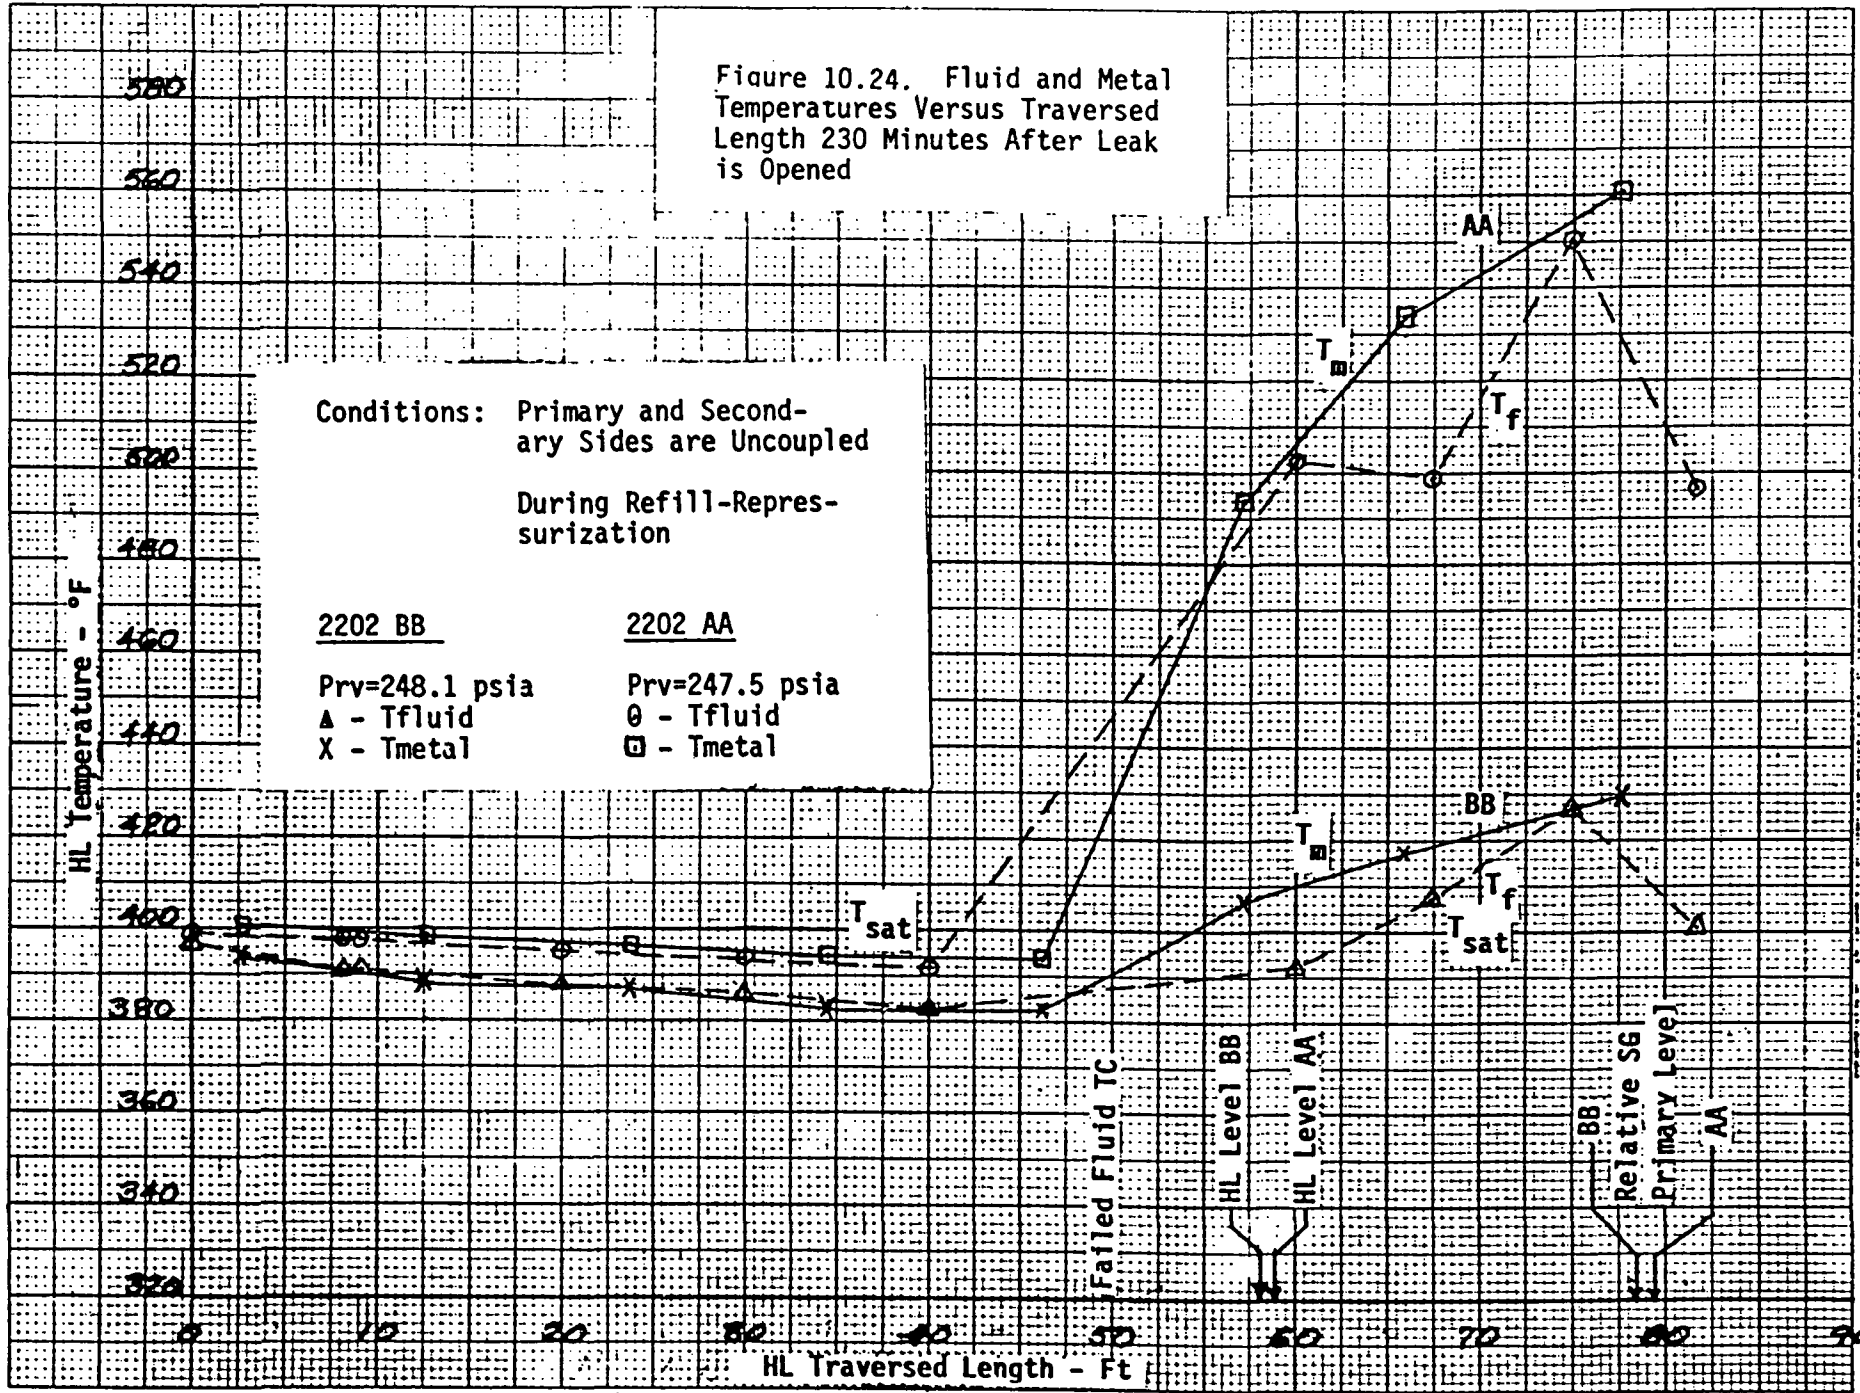 Figure 10.24. Fluid and Metal
Temperatures Versus Traversed
Length 230 Minutes After Leak
is Opened
Conditions: Primary and Second-
ary Sides are Uncoupled
During Refill-Repres-
surization
2202 BB
2202 AA
Prv=248.1 psia
Prv=247.5 psia
▲ - Tfluid
Θ - Tfluid
X - Tmetal
⊡ - Tmetal
HL Temperature - °F
580
560
540
520
500
480
460
440
420
400
380
360
340
320
AA
Tm
Tf
BB
Tm
Tf
Tsat
Tsat
Failed Fluid TC
HL Level BB
HL Level AA
BB
Relative SG
Primary Level
AA
0 10 20 30 40 50 60 70 80 90
HL Traversed Length - Ft